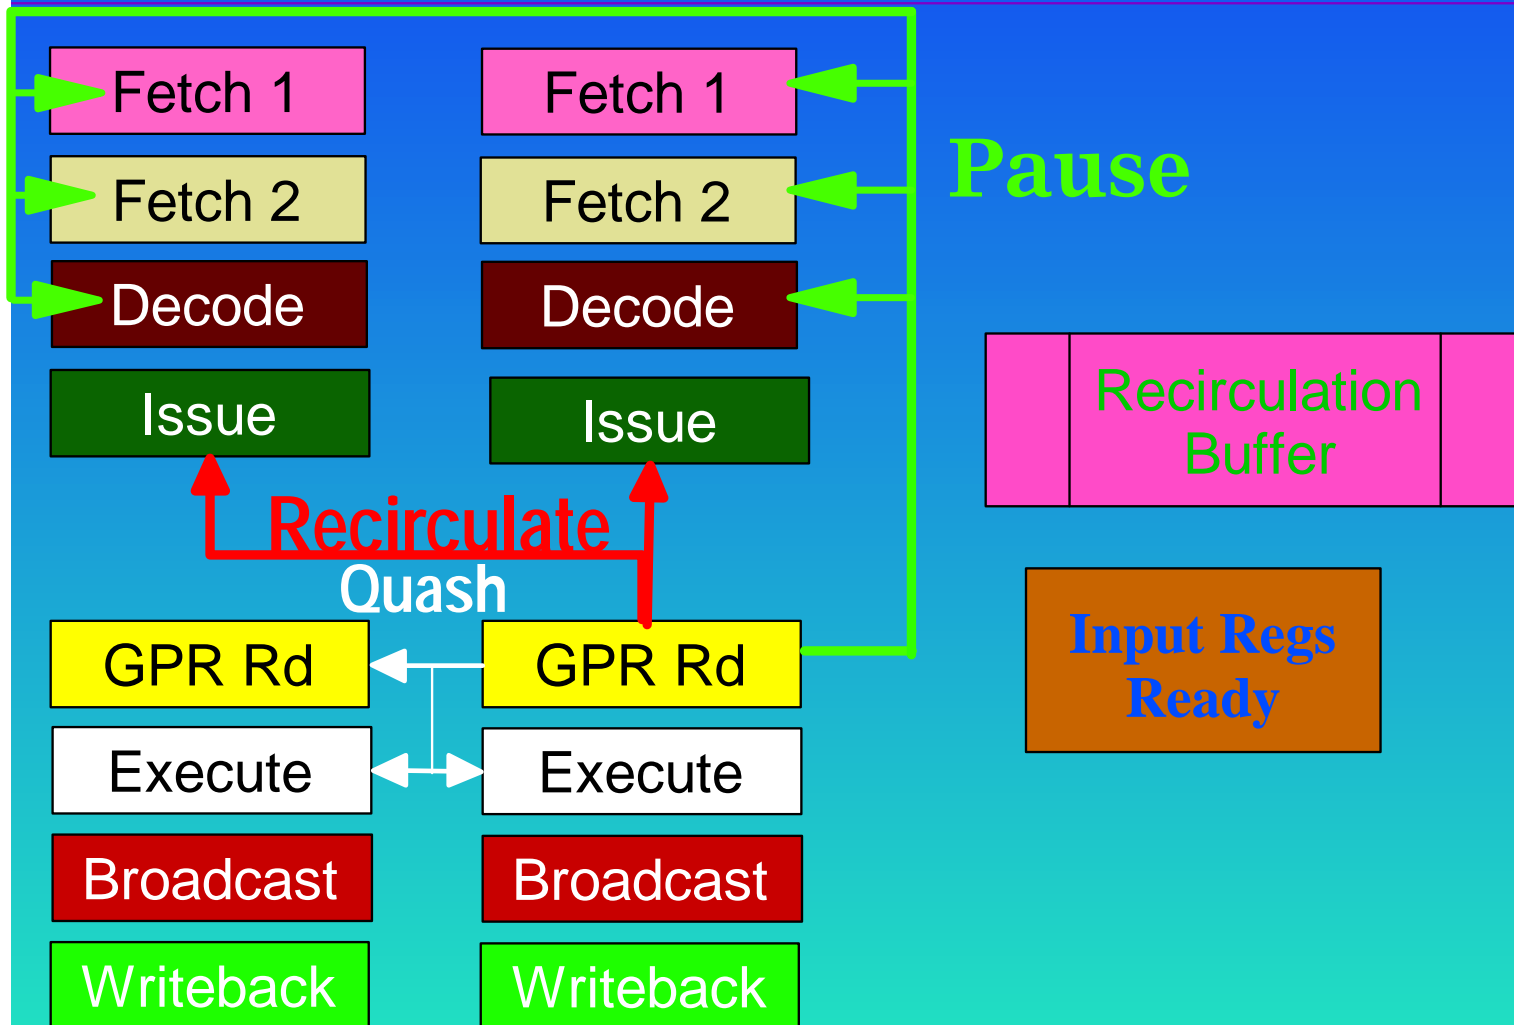 Fetch 1
Fetch 1
Pause
Fetch 2
Fetch 2
Decode
Decode
Issue
Issue
Recirculation
Buffer
Recirculate
Quash
GPR Rd
GPR Rd
Input Regs
Ready
Execute
Execute
Broadcast
Broadcast
Writeback
Writeback